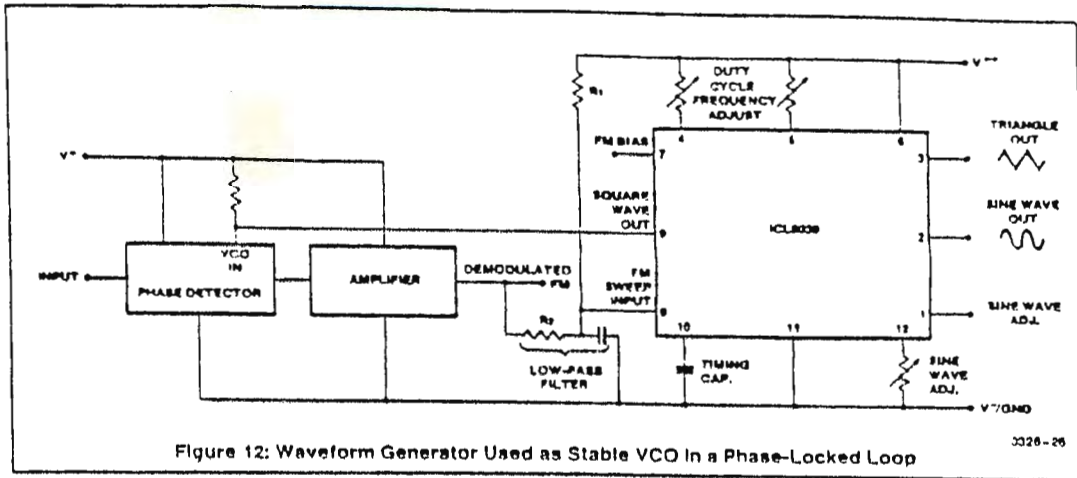 V++
R1
DUTY
CYCLE
FREQUENCY
ADJUST
4
5
6
V+
FM BIAS
7
3
TRIANGLE
OUT
SQUARE
WAVE
OUT
9
ICL8038
2
SINE WAVE
OUT
VCO
IN
INPUT
PHASE DETECTOR
AMPLIFIER
DEMODULATED
FM
FM
SWEEP
INPUT
8
1
SINE WAVE
ADJ.
R2
10
11
12
LOW-PASS
FILTER
TIMING
CAP.
SINE
WAVE
ADJ.
V-/GND
Figure 12: Waveform Generator Used as Stable VCO in a Phase-Locked Loop